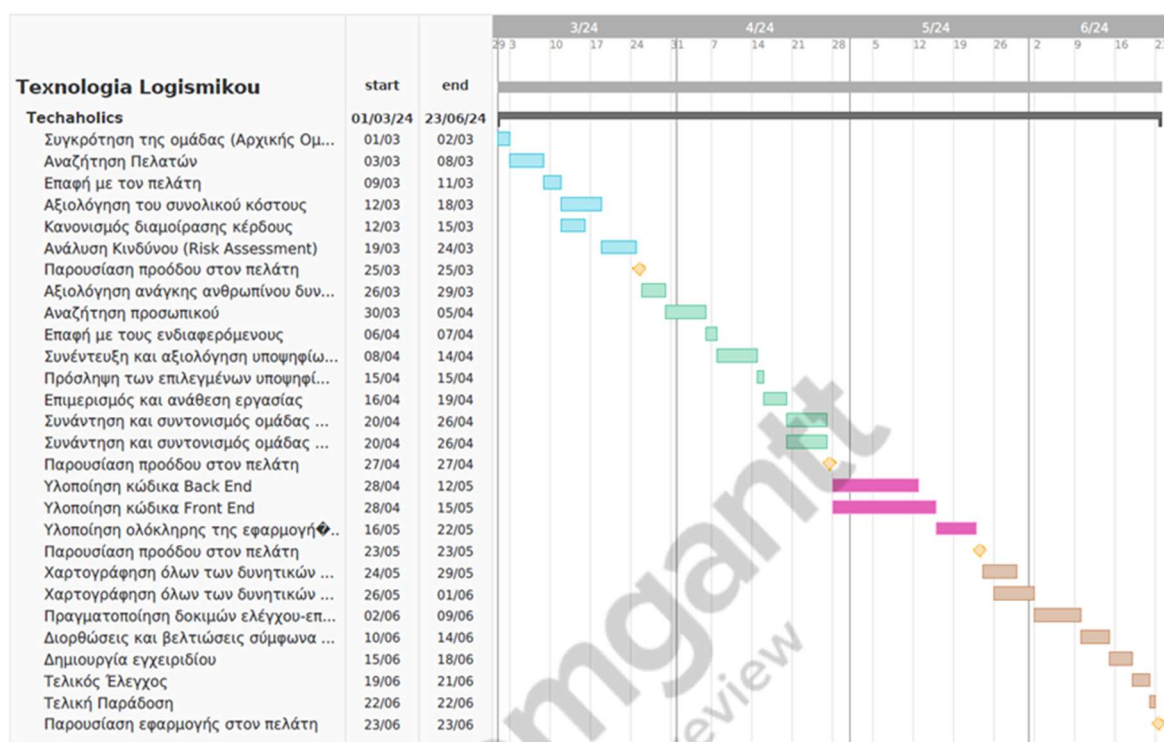 3/24 4/24 5/24 6/24
29 3 10 17 24 31 7 14 21 28 5 12 19 26 2 9 16 23
Texnologia Logismikou start end
Techaholics 01/03/24 23/06/24
Συγκρότηση της ομάδας (Αρχικής Ομ... 01/03 02/03
Αναζήτηση Πελατών 03/03 08/03
Επαφή με τον πελάτη 09/03 11/03
Αξιολόγηση του συνολικού κόστους 12/03 18/03
Κανονισμός διαμοίρασης κέρδους 12/03 15/03
Ανάλυση Κινδύνου (Risk Assessment) 19/03 24/03
Παρουσίαση προόδου στον πελάτη 25/03 25/03
Αξιολόγηση ανάγκης ανθρωπίνου δυν... 26/03 29/03
Αναζήτηση προσωπικού 30/03 05/04
Επαφή με τους ενδιαφερόμενους 06/04 07/04
Συνέντευξη και αξιολόγηση υποψηφίω... 08/04 14/04
Πρόσληψη των επιλεγμένων υποψηφί... 15/04 15/04
Επιμερισμός και ανάθεση εργασίας 16/04 19/04
Συνάντηση και συντονισμός ομάδας ... 20/04 26/04
Συνάντηση και συντονισμός ομάδας ... 20/04 26/04
Παρουσίαση προόδου στον πελάτη 27/04 27/04
Υλοποίηση κώδικα Back End 28/04 12/05
Υλοποίηση κώδικα Front End 28/04 15/05
Υλοποίηση ολόκληρης της εφαρμογή�.. 16/05 22/05
Παρουσίαση προόδου στον πελάτη 23/05 23/05
Χαρτογράφηση όλων των δυνητικών ... 24/05 29/05
Χαρτογράφηση όλων των δυνητικών ... 26/05 01/06
Πραγματοποίηση δοκιμών ελέγχου-επ... 02/06 09/06
Διορθώσεις και βελτιώσεις σύμφωνα ... 10/06 14/06
Δημιουργία εγχειριδίου 15/06 18/06
Τελικός Έλεγχος 19/06 21/06
Τελική Παράδοση 22/06 22/06
Παρουσίαση εφαρμογής στον πελάτη 23/06 23/06
mgantt
view